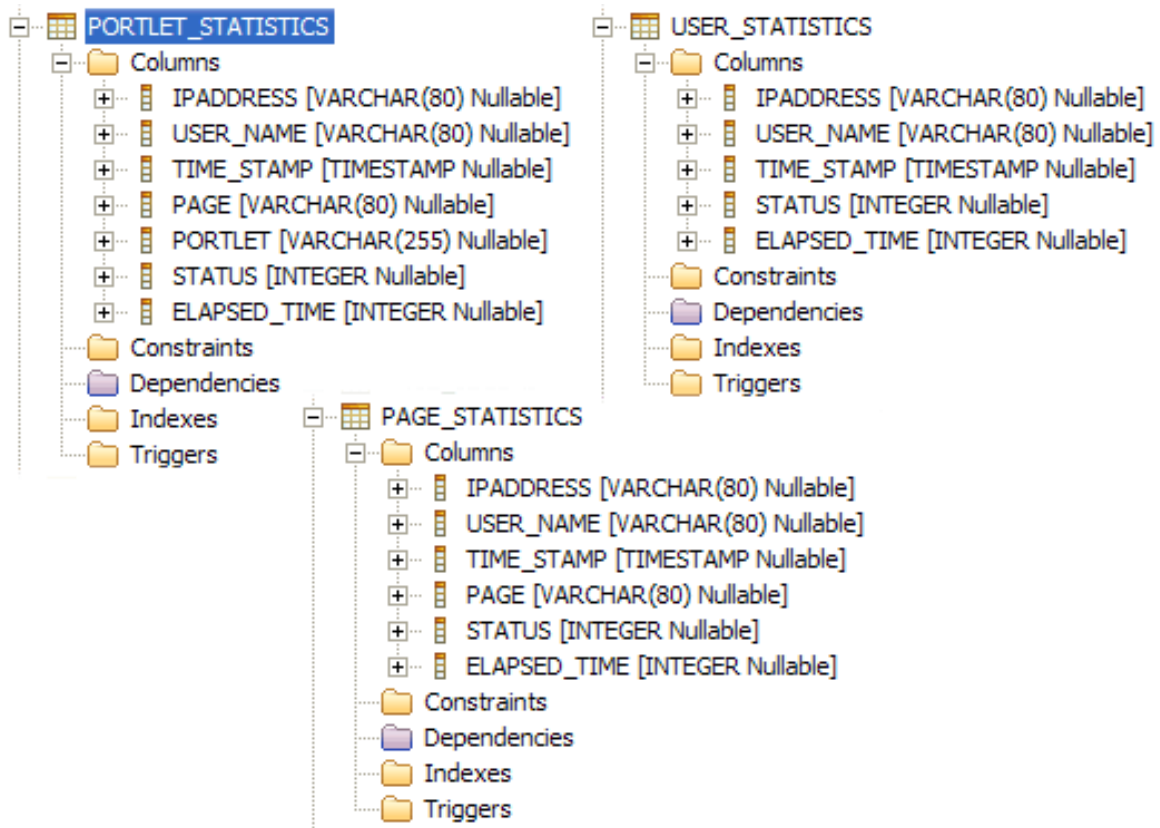 PORTLET_STATISTICS
Columns
IPADDRESS [VARCHAR(80) Nullable]
USER_NAME [VARCHAR(80) Nullable]
TIME_STAMP [TIMESTAMP Nullable]
PAGE [VARCHAR(80) Nullable]
PORTLET [VARCHAR(255) Nullable]
STATUS [INTEGER Nullable]
ELAPSED_TIME [INTEGER Nullable]
Constraints
Dependencies
Indexes
Triggers
USER_STATISTICS
Columns
IPADDRESS [VARCHAR(80) Nullable]
USER_NAME [VARCHAR(80) Nullable]
TIME_STAMP [TIMESTAMP Nullable]
STATUS [INTEGER Nullable]
ELAPSED_TIME [INTEGER Nullable]
Constraints
Dependencies
Indexes
Triggers
PAGE_STATISTICS
Columns
IPADDRESS [VARCHAR(80) Nullable]
USER_NAME [VARCHAR(80) Nullable]
TIME_STAMP [TIMESTAMP Nullable]
PAGE [VARCHAR(80) Nullable]
STATUS [INTEGER Nullable]
ELAPSED_TIME [INTEGER Nullable]
Constraints
Dependencies
Indexes
Triggers